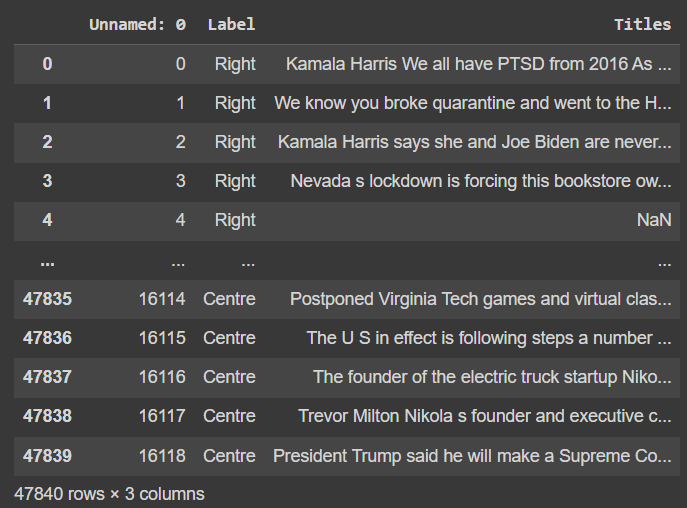 Unnamed: 0 Label Titles
0 0 Right Kamala Harris We all have PTSD from 2016 As ...
1 1 Right We know you broke quarantine and went to the H...
2 2 Right Kamala Harris says she and Joe Biden are never...
3 3 Right Nevada s lockdown is forcing this bookstore ow...
4 4 Right NaN
... ... ... ...
47835 16114 Centre Postponed Virginia Tech games and virtual clas...
47836 16115 Centre The U S in effect is following steps a number ...
47837 16116 Centre The founder of the electric truck startup Niko...
47838 16117 Centre Trevor Milton Nikola s founder and executive c...
47839 16118 Centre President Trump said he will make a Supreme Co...
47840 rows × 3 columns